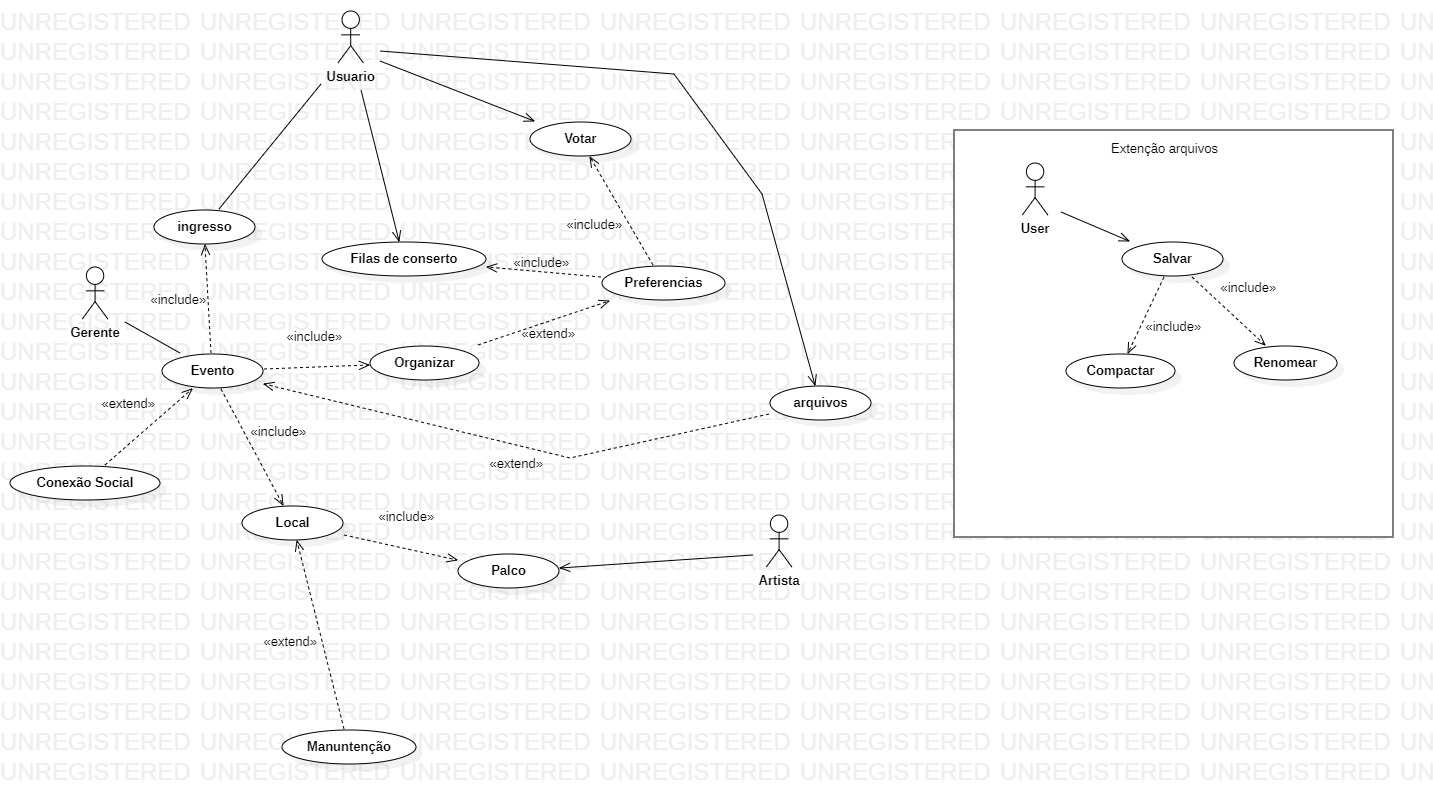 Usuario
Votar
Extenção arquivos
User
ingresso
«include»
Filas de conserto
«include»
Preferencias
Salvar
«include»
«include»
Compactar
Renomear
Gerente
«include»
«include»
«extend»
Evento
Organizar
arquivos
«extend»
«include»
«extend»
Conexão Social
Local
«include»
Palco
Artista
«extend»
Manuntenção
UNREGISTERED